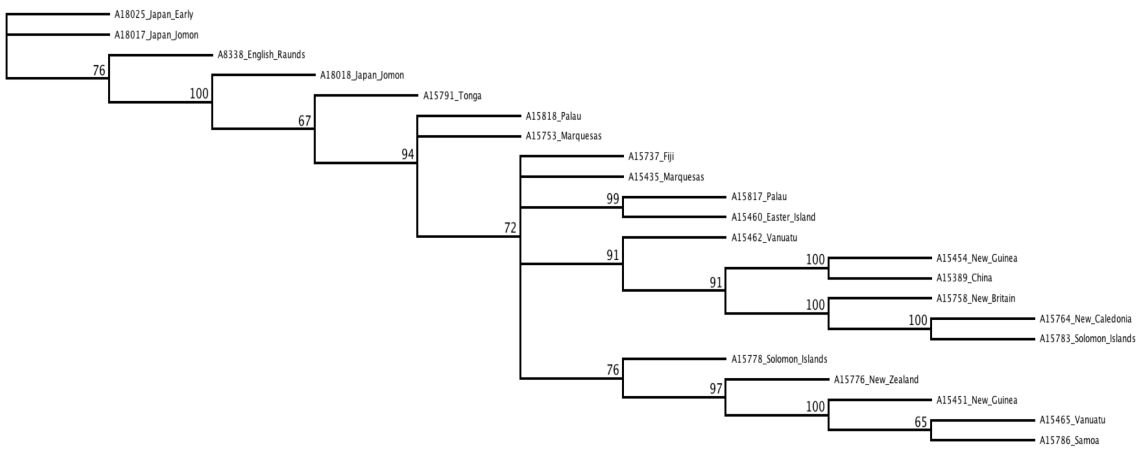 A18025_Japan_Early
A18017_Japan_Jomon
A8338_English_Raunds
76
A18018_Japan_Jomon
100
A15791_Tonga
67
A15818_Palau
A15753_Marquesas
94
A15737_Fiji
A15435_Marquesas
A15817_Palau
99
A15460_Easter_Island
72
A15462_Vanuatu
91
A15454_New_Guinea
100
A15389_China
91
A15758_New_Britain
100
A15764_New_Caledonia
100
A15783_Solomon_Islands
A15778_Solomon_Islands
76
A15776_New_Zealand
97
A15451_New_Guinea
100
A15465_Vanuatu
65
A15786_Samoa